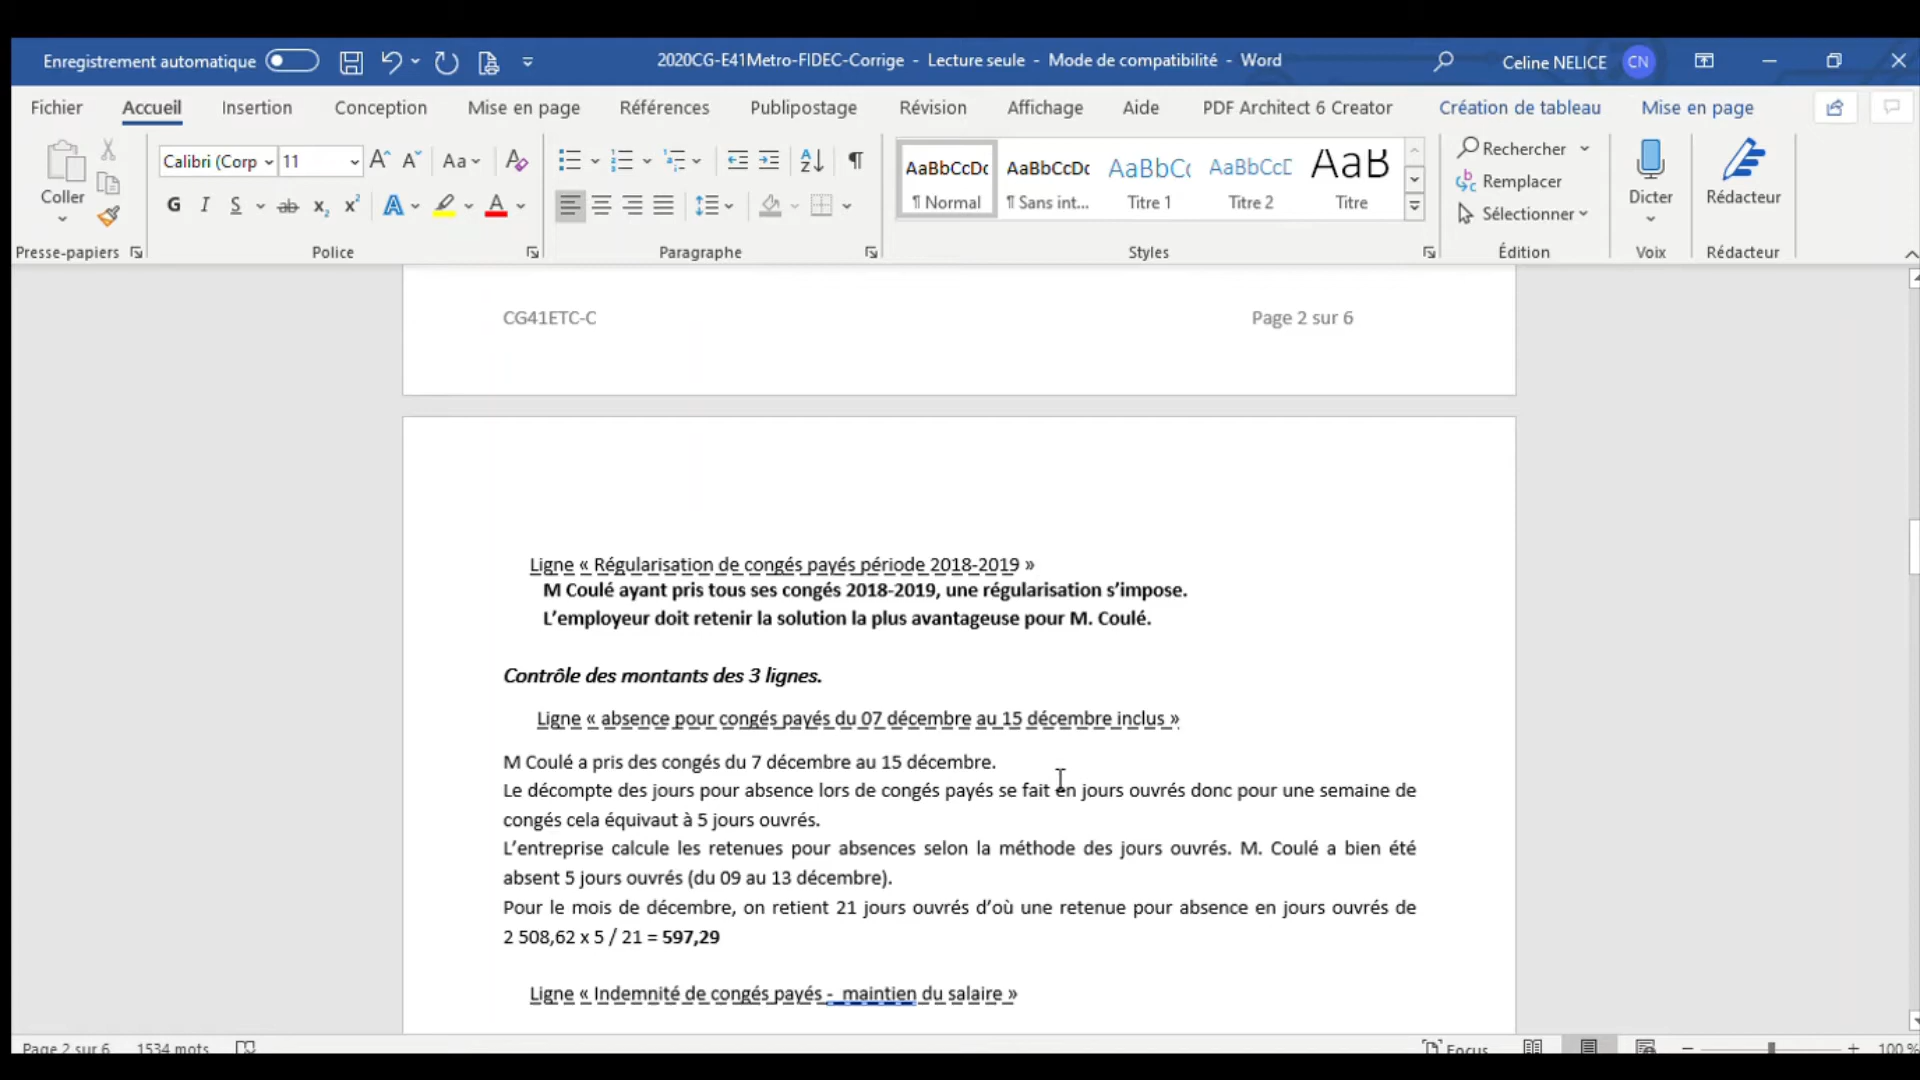 Enregistrement automatique
2020CG-E41Metro-FIDEC-Corrige - Lecture seule - Mode de compatibilité - Word
Celine NELICE CN
Fichier Accueil Insertion Conception Mise en page Références Publipostage Révision Affichage Aide PDF Architect 6 Creator Création de tableau Mise en page
Coller
Calibri (Corp 11
G I S ab x₂ x²
AaBbCcDc AaBbCcDc AaBbCc AaBbCcD AaB
¶ Normal ¶ Sans int... Titre 1 Titre 2 Titre
Rechercher
Remplacer
Sélectionner
Dicter
Rédacteur
Presse-papiers Police Paragraphe Styles Édition Voix Rédacteur
CG41ETC-C Page 2 sur 6
Ligne « Régularisation de congés payés période 2018-2019 »
M Coulé ayant pris tous ses congés 2018-2019, une régularisation s’impose.
L’employeur doit retenir la solution la plus avantageuse pour M. Coulé.
Contrôle des montants des 3 lignes.
Ligne « absence pour congés payés du 07 décembre au 15 décembre inclus »
M Coulé a pris des congés du 7 décembre au 15 décembre.
Le décompte des jours pour absence lors de congés payés se fait en jours ouvrés donc pour une semaine de
congés cela équivaut à 5 jours ouvrés.
L’entreprise calcule les retenues pour absences selon la méthode des jours ouvrés. M. Coulé a bien été
absent 5 jours ouvrés (du 09 au 13 décembre).
Pour le mois de décembre, on retient 21 jours ouvrés d’où une retenue pour absence en jours ouvrés de
2 508,62 x 5 / 21 = 597,29
Ligne « Indemnité de congés payés - maintien du salaire »
Page 2 sur 6 1534 mots Focus 100 %